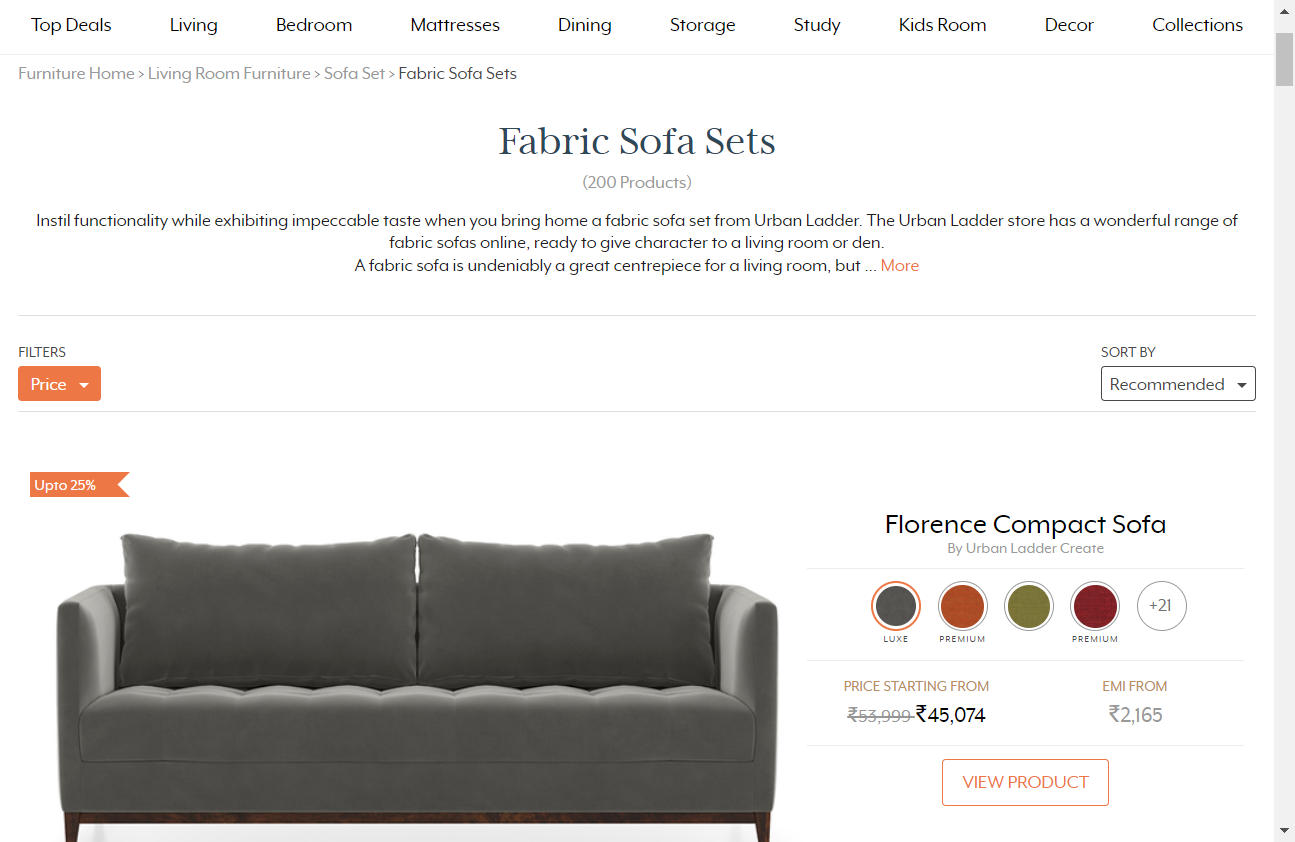 Top Deals Living Bedroom Mattresses Dining Storage Study Kids Room Decor Collections
Furniture Home > Living Room Furniture > Sofa Set > Fabric Sofa Sets
Fabric Sofa Sets
(200 Products)
Instil functionality while exhibiting impeccable taste when you bring home a fabric sofa set from Urban Ladder. The Urban Ladder store has a wonderful range of
fabric sofas online, ready to give character to a living room or den.
A fabric sofa is undeniably a great centrepiece for a living room, but ... More
FILTERS
Price
SORT BY
Recommended
Upto 25%
Florence Compact Sofa
By Urban Ladder Create
+21
LUXE PREMIUM PREMIUM
PRICE STARTING FROM
₹53,999 ₹45,074
EMI FROM
₹2,165
VIEW PRODUCT